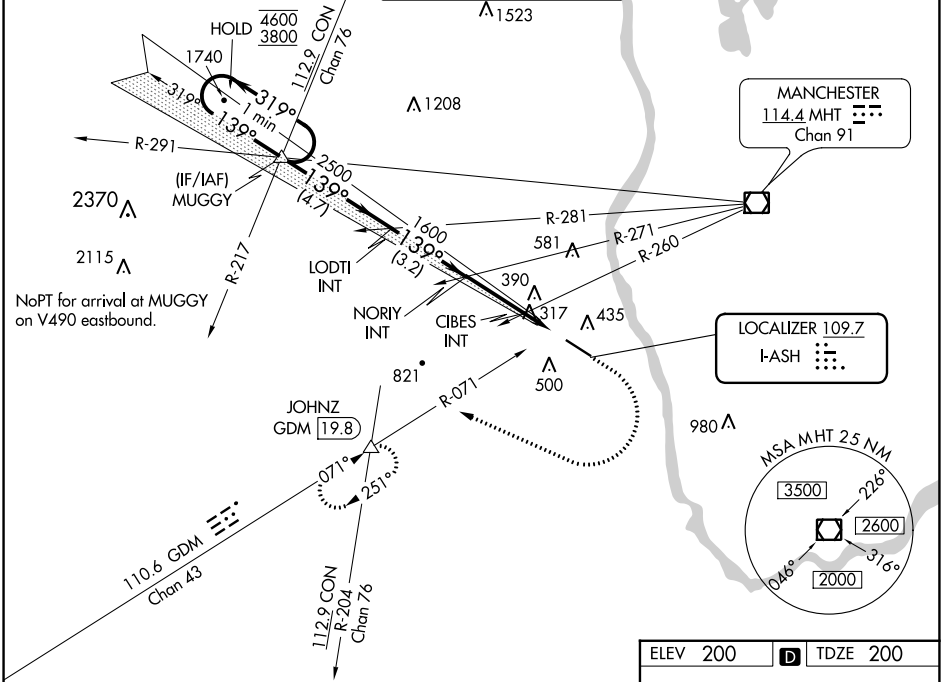 1523
HOLD
4600
3800
112.9 CON
Chan 76
1740
319°
319°
1 min
139°
1208
MANCHESTER
114.4 MHT
Chan 91
R-291
(IF/IAF)
MUGGY
2500
139°
(4.7)
2370
R-281
1600
139°
(3.2)
R-271
581
R-260
2115
R-217
LODTI
INT
NoPT for arrival at MUGGY
on V490 eastbound.
390
NORIY
INT
CIBES
INT
317
435
LOCALIZER 109.7
I-ASH
821
500
R-071
JOHNZ
GDM 19.8
980
071°
251°
MSA MHT 25 NM
3500
226°
2600
046°
316°
2000
110.6 GDM
Chan 43
112.9 CON
R-204
Chan 76
ELEV 200 D TDZE 200